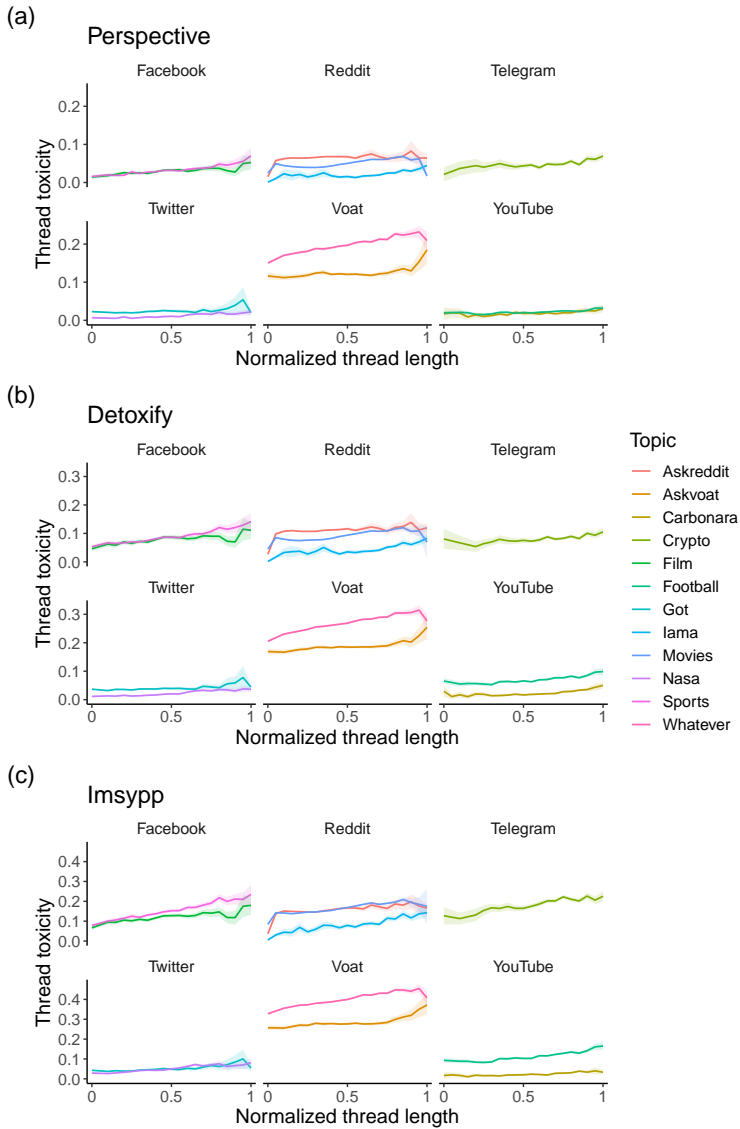 (a)
Perspective
Facebook Reddit Telegram
0.2
0.1
0.0
Twitter Voat YouTube
0.2
0.1
0.0
0 0.5 1 0 0.5 1 0 0.5 1
Thread toxicity
Normalized thread length
(b)
Detoxify
Facebook Reddit Telegram
0.3
0.2
0.1
0.0
Twitter Voat YouTube
0.3
0.2
0.1
0.0
0 0.5 1 0 0.5 1 0 0.5 1
Thread toxicity
Normalized thread length
Topic
Askreddit
Askvoat
Carbonara
Crypto
Film
Football
Got
Iama
Movies
Nasa
Sports
Whatever
(c)
Imsypp
Facebook Reddit Telegram
0.4
0.3
0.2
0.1
0.0
Twitter Voat YouTube
0.4
0.3
0.2
0.1
0.0
0 0.5 1 0 0.5 1 0 0.5 1
Thread toxicity
Normalized thread length